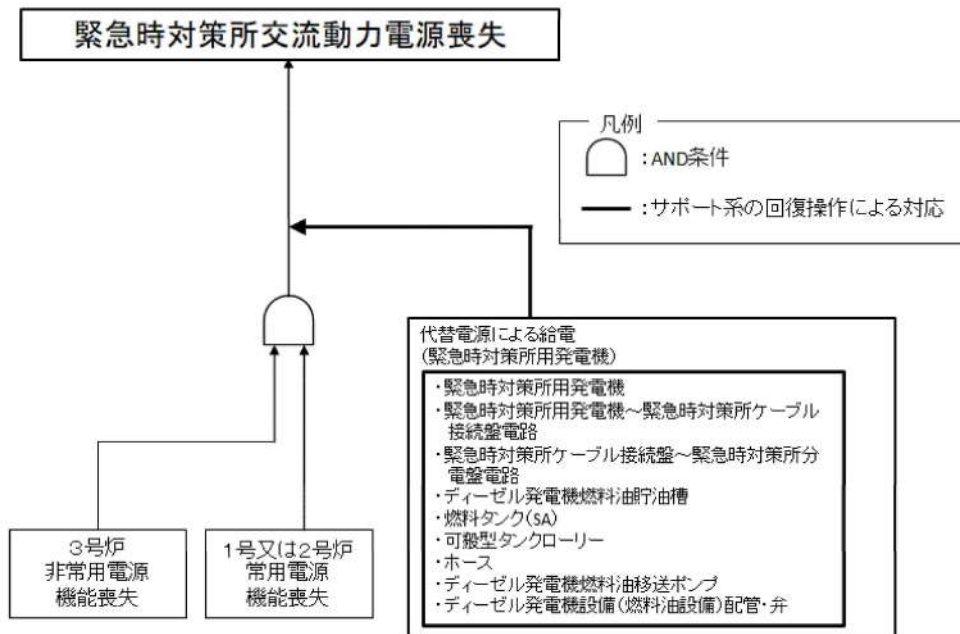 緊急時対策所交流動力電源喪失
凡例
:AND条件
:サポート系の回復操作による対応
代替電源による給電
(緊急時対策所用発電機)
・緊急時対策所用発電機
・緊急時対策所用発電機~緊急時対策所ケーブル
接続盤電路
・緊急時対策所ケーブル接続盤~緊急時対策所分
電盤電路
・ディーゼル発電機燃料油貯油槽
・燃料タンク(SA)
・可搬型タンクローリー
・ホース
・ディーゼル発電機燃料油移送ポンプ
・ディーゼル発電機設備(燃料油設備)配管・弁
3号炉
非常用電源
機能喪失
1号又は2号炉
常用電源
機能喪失